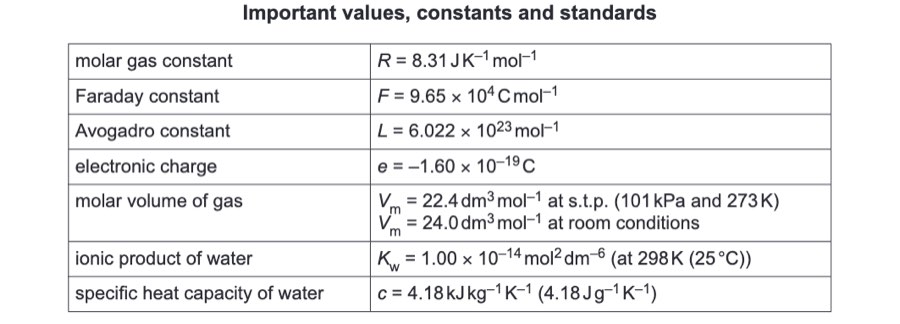 Important values, constants and standards
molar gas constant R = 8.31 J K⁻¹ mol⁻¹
Faraday constant F = 9.65 × 10⁴ C mol⁻¹
Avogadro constant L = 6.022 × 10²³ mol⁻¹
electronic charge e = −1.60 × 10⁻¹⁹ C
molar volume of gas Vₘ = 22.4 dm³ mol⁻¹ at s.t.p. (101 kPa and 273 K)
Vₘ = 24.0 dm³ mol⁻¹ at room conditions
ionic product of water K_w = 1.00 × 10⁻¹⁴ mol² dm⁻⁶ (at 298 K (25 °C))
specific heat capacity of water c = 4.18 kJ kg⁻¹ K⁻¹ (4.18 J g⁻¹ K⁻¹)